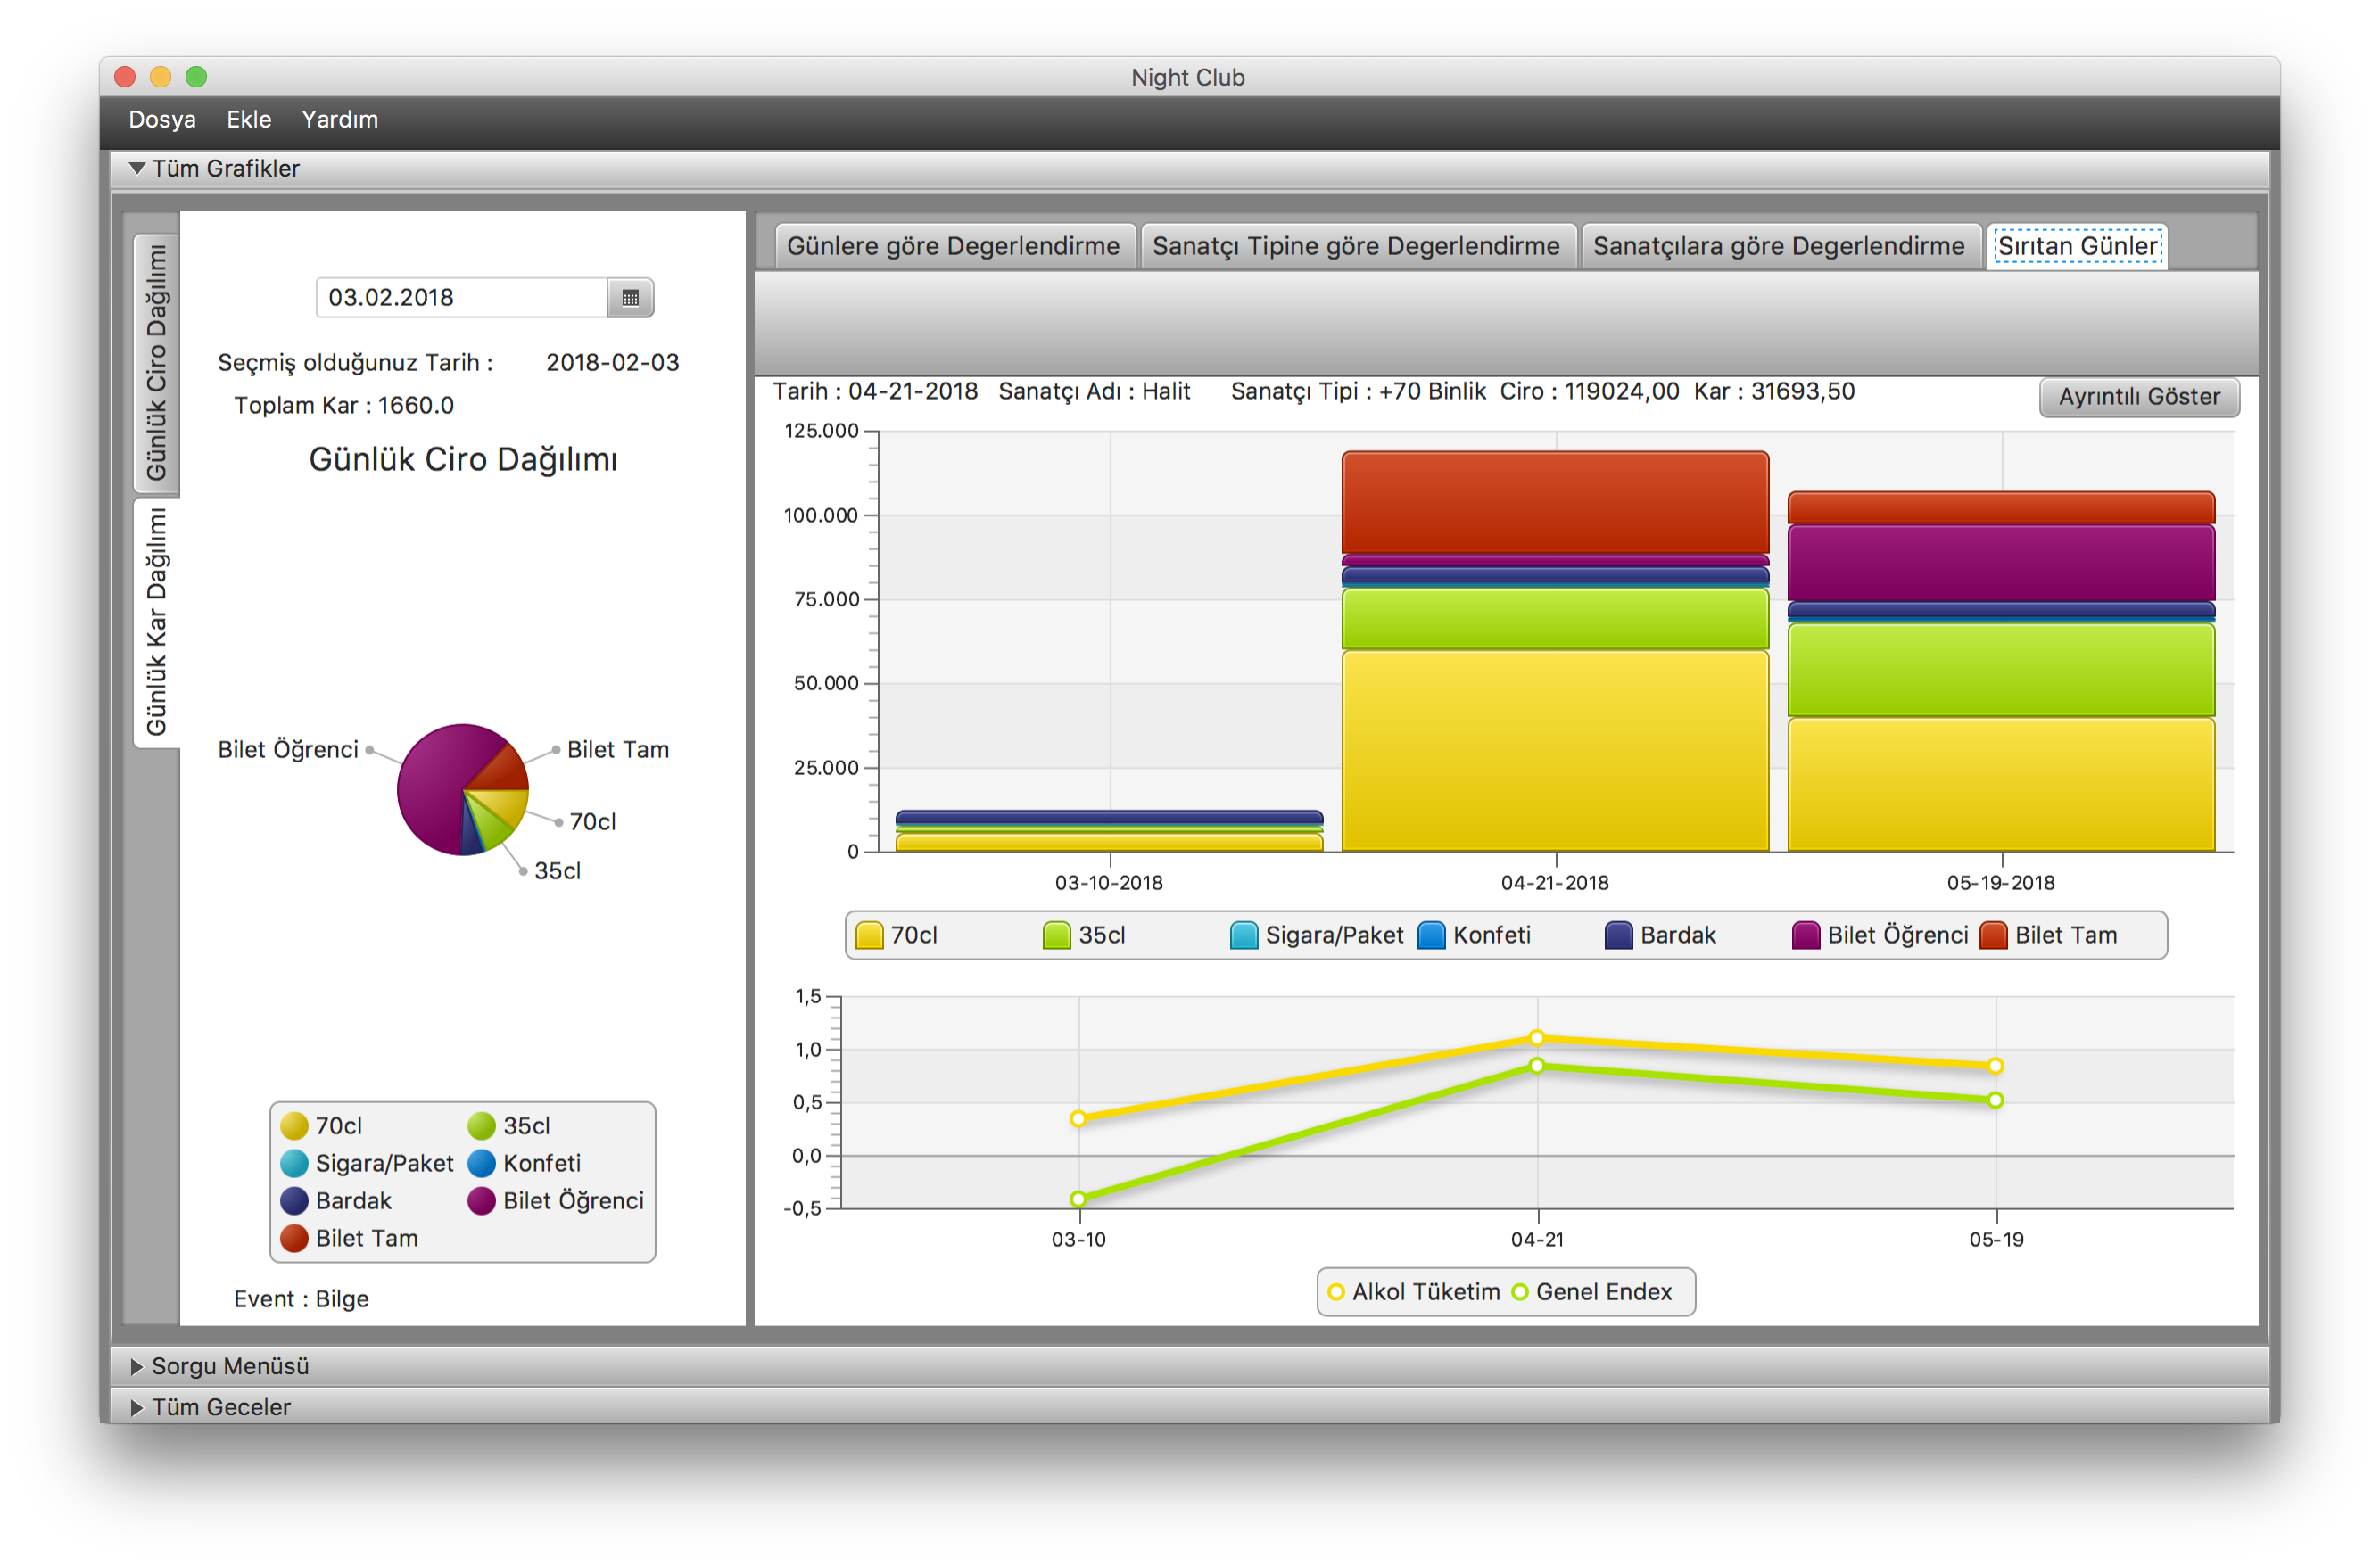 Night Club
Dosya Ekle Yardım
Tüm Grafikler
Günlük Ciro Dağılımı
Günlük Kar Dağılımı
03.02.2018
Seçmiş olduğunuz Tarih : 2018-02-03
Toplam Kar : 1660.0
Günlük Ciro Dağılımı
Bilet Öğrenci
Bilet Tam
70cl
35cl
70cl 35cl
Sigara/Paket Konfeti
Bardak Bilet Öğrenci
Bilet Tam
Event : Bilge
Günlere göre Degerlendirme Sanatçı Tipine göre Degerlendirme Sanatçılara göre Degerlendirme Sırıtan Günler
Tarih : 04-21-2018 Sanatçı Adı : Halit Sanatçı Tipi : +70 Binlik Ciro : 119024,00 Kar : 31693,50
Ayrıntılı Göster
125.000
100.000
75.000
50.000
25.000
0
03-10-2018 04-21-2018 05-19-2018
70cl 35cl Sigara/Paket Konfeti Bardak Bilet Öğrenci Bilet Tam
1,5
1,0
0,5
0,0
-0,5
03-10 04-21 05-19
Alkol Tüketim Genel Endex
Sorgu Menüsü
Tüm Geceler